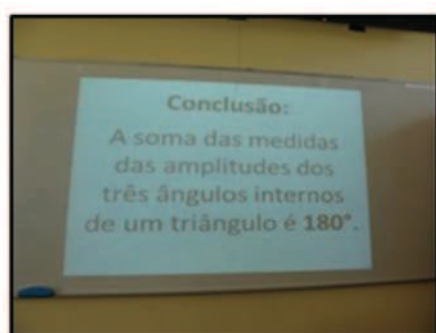 Conclusão:
A soma das medidas
das amplitudes dos
três ângulos internos
de um triângulo é 180°.